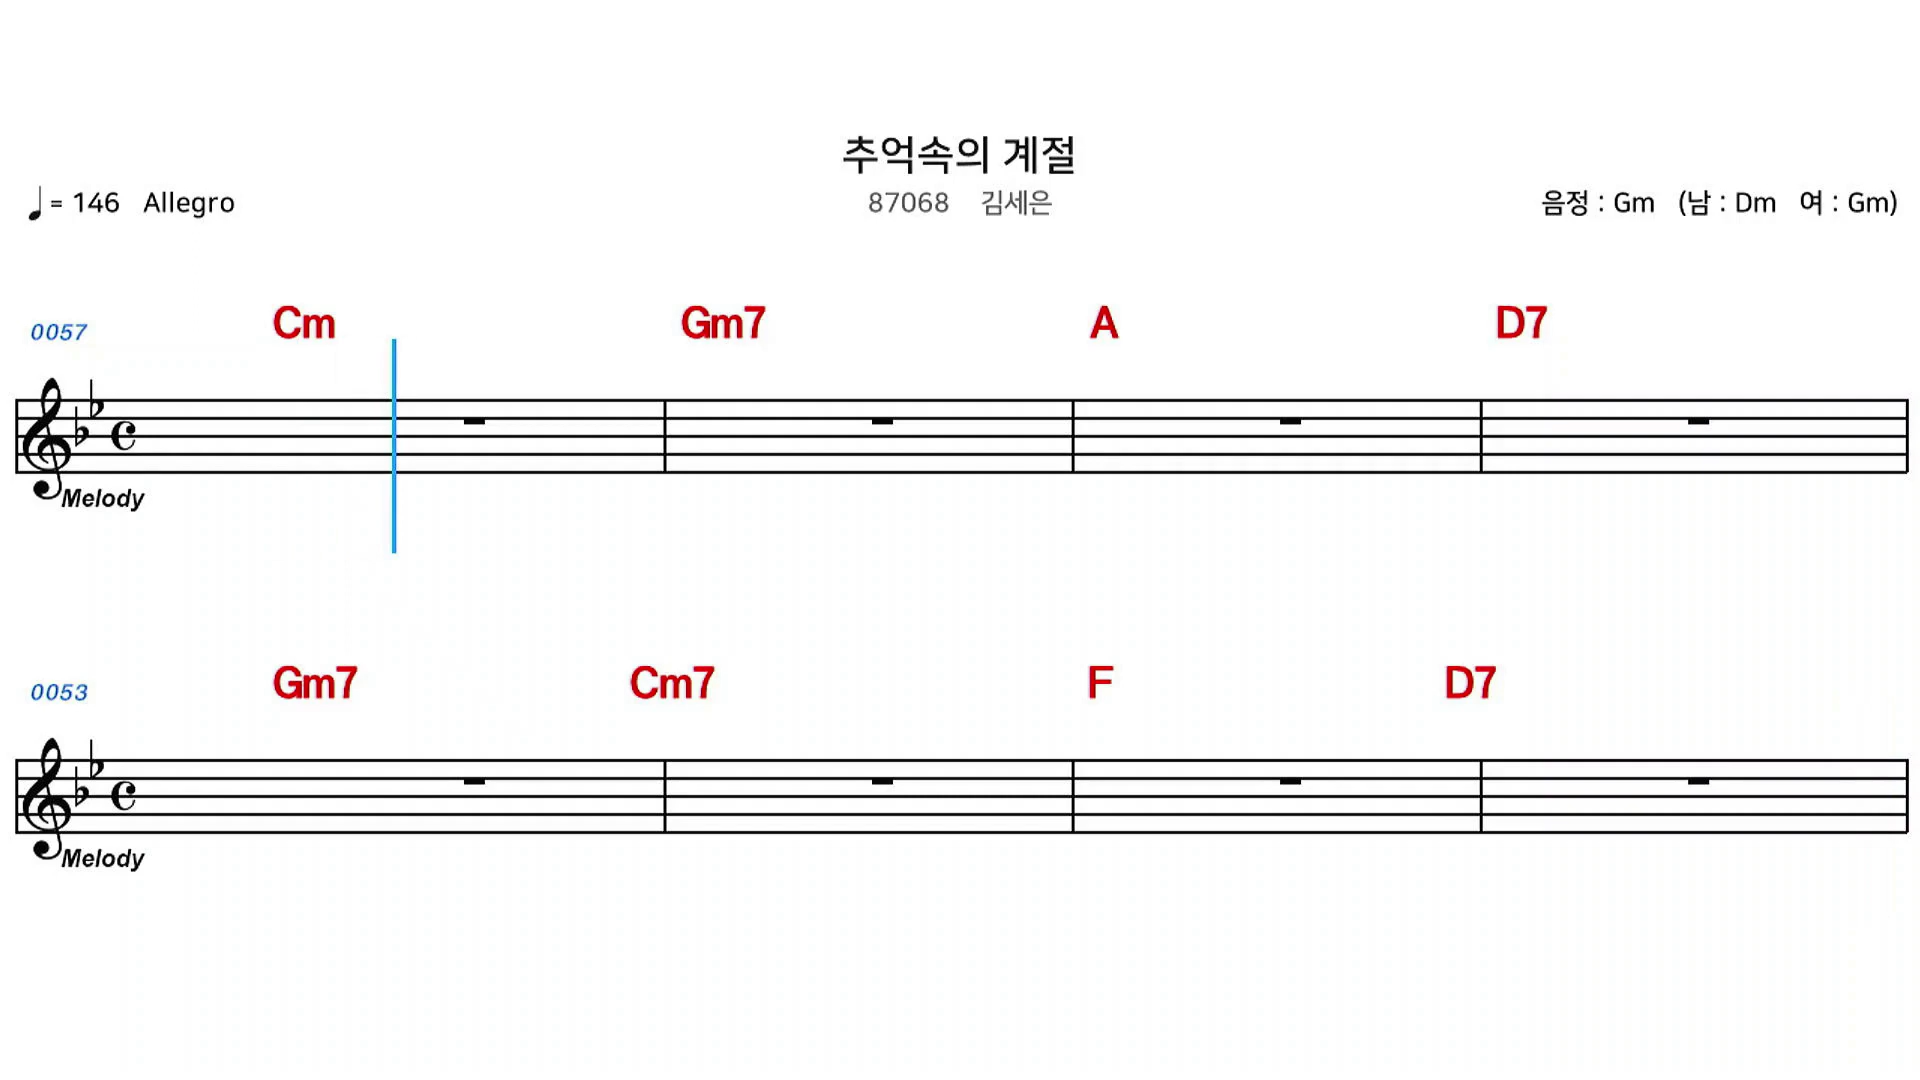 추억속의 계절
= 146 Allegro 87068 김세은 음정 : Gm (남 : Dm 여 : Gm)
0057 Cm Gm7 A D7
Melody
0053 Gm7 Cm7 F D7
Melody